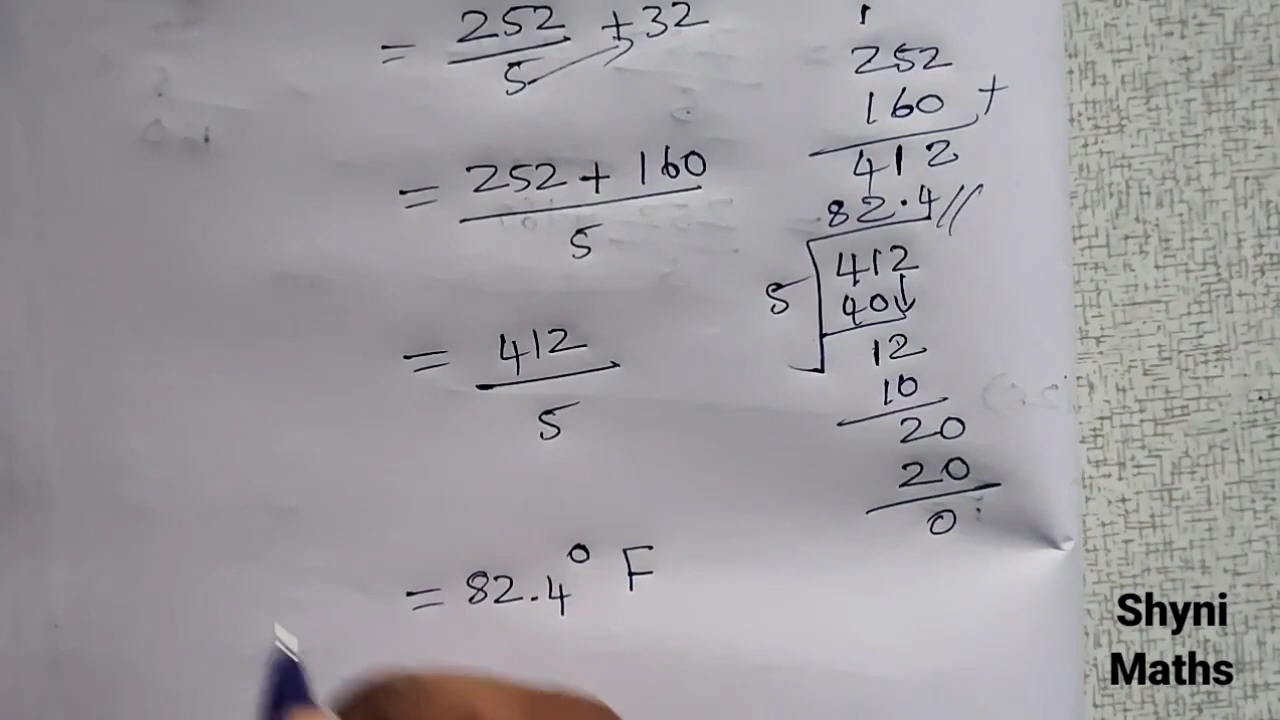 = 252/5 + 32
= 252 + 160 / 5
= 412 / 5
= 82.4° F
1
252
160 +
412
82.4//
5 412
40↓
12
10
20
20
0
Shyni
Maths